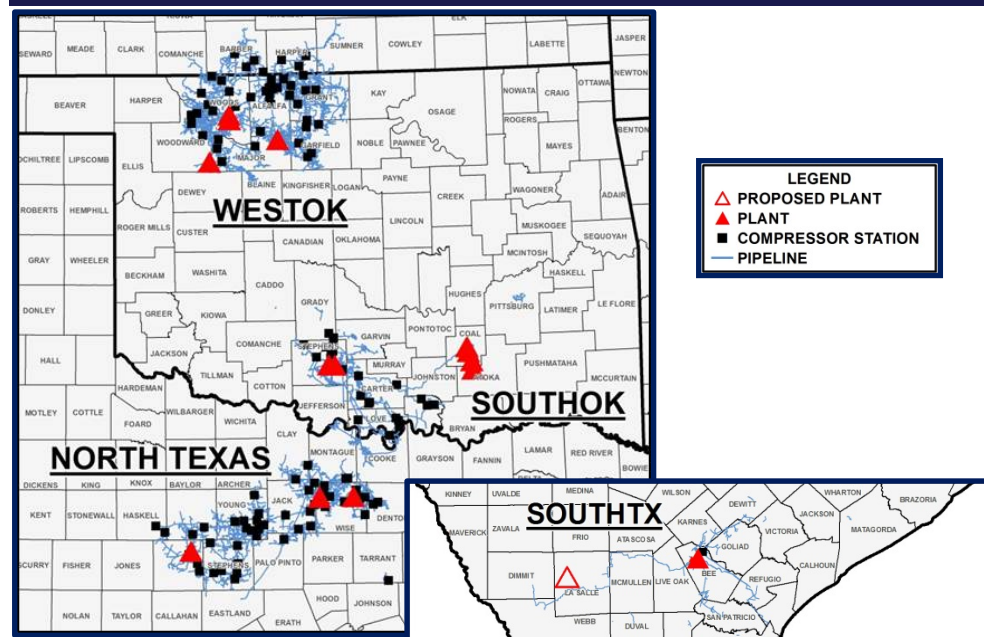 ELK
SEWARD MEADE CLARK COMANCHE BARBER HARPER SUMNER COWLEY LABETTE JASPER
NEWTON
BEAVER HARPER WOODS ALFALFA GRANT KAY OSAGE NOWATA CRAIG OTTAWA
ROGERS
BENTON
WOODWARD MAJOR GARFIELD NOBLE PAWNEE MAYES
OCHILTREE LIPSCOMB ELLIS
DEWEY BLAINE KINGFISHER LOGAN PAYNE CREEK WAGONER ADAIR
ROBERTS HEMPHILL
WESTOK
ROGER MILLS CUSTER CANADIAN OKLAHOMA LINCOLN MUSKOGEE SEQUOYAH
MCINTOSH
GRAY WHEELER BECKHAM WASHITA CADDO HASKELL
DONLEY GREER KIOWA GRADY HUGHES PITTSBURG LATIMER LE FLORE
COMANCHE STEPHENS GARVIN PONTOTOC COAL
HALL JACKSON TILLMAN COTTON MURRAY JOHNSTON PUSHMATAHA MCCURTAIN
HARDEMAN CARTER
JEFFERSON LOVE
SOUTHOK
MOTLEY COTTLE FOARD WILBARGER WICHITA CLAY BRYAN
MONTAGUE COOKE GRAYSON FANNIN LAMAR RED RIVER BOWIE
NORTH TEXAS
DICKENS KING KNOX BAYLOR ARCHER
KENT STONEWALL HASKELL YOUNG JACK WISE DENTO
SCURRY FISHER JONES STEPHENS PALO PINTO PARKER TARRANT
NOLAN TAYLOR CALLAHAN EASTLAND ERATH HOOD JOHNSON
LEGEND
PROPOSED PLANT
PLANT
COMPRESSOR STATION
PIPELINE
KINNEY UVALDE MEDINA WILSON DEWITT WHARTON BRAZORIA
SOUTHTX
MAVERICK ZAVALA FRIO ATASCOSA KARNES GOLIAD VICTORIA JACKSON MATAGORDA
DIMMIT LA SALLE MCMULLEN LIVE OAK BEE REFUGIO CALHOUN
WEBB DUVAL SAN PATRICIO